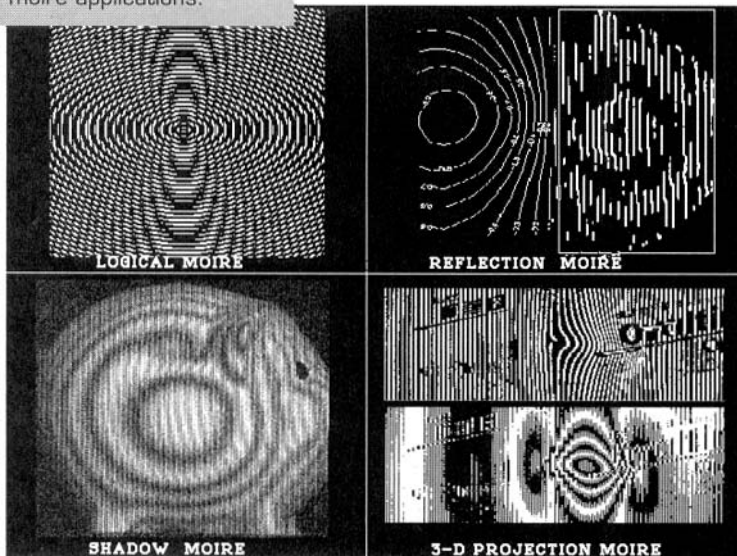 moire applications.
LOGICAL MOIRE
REFLECTION MOIRE
SHADOW MOIRE
3-D PROJECTION MOIRE